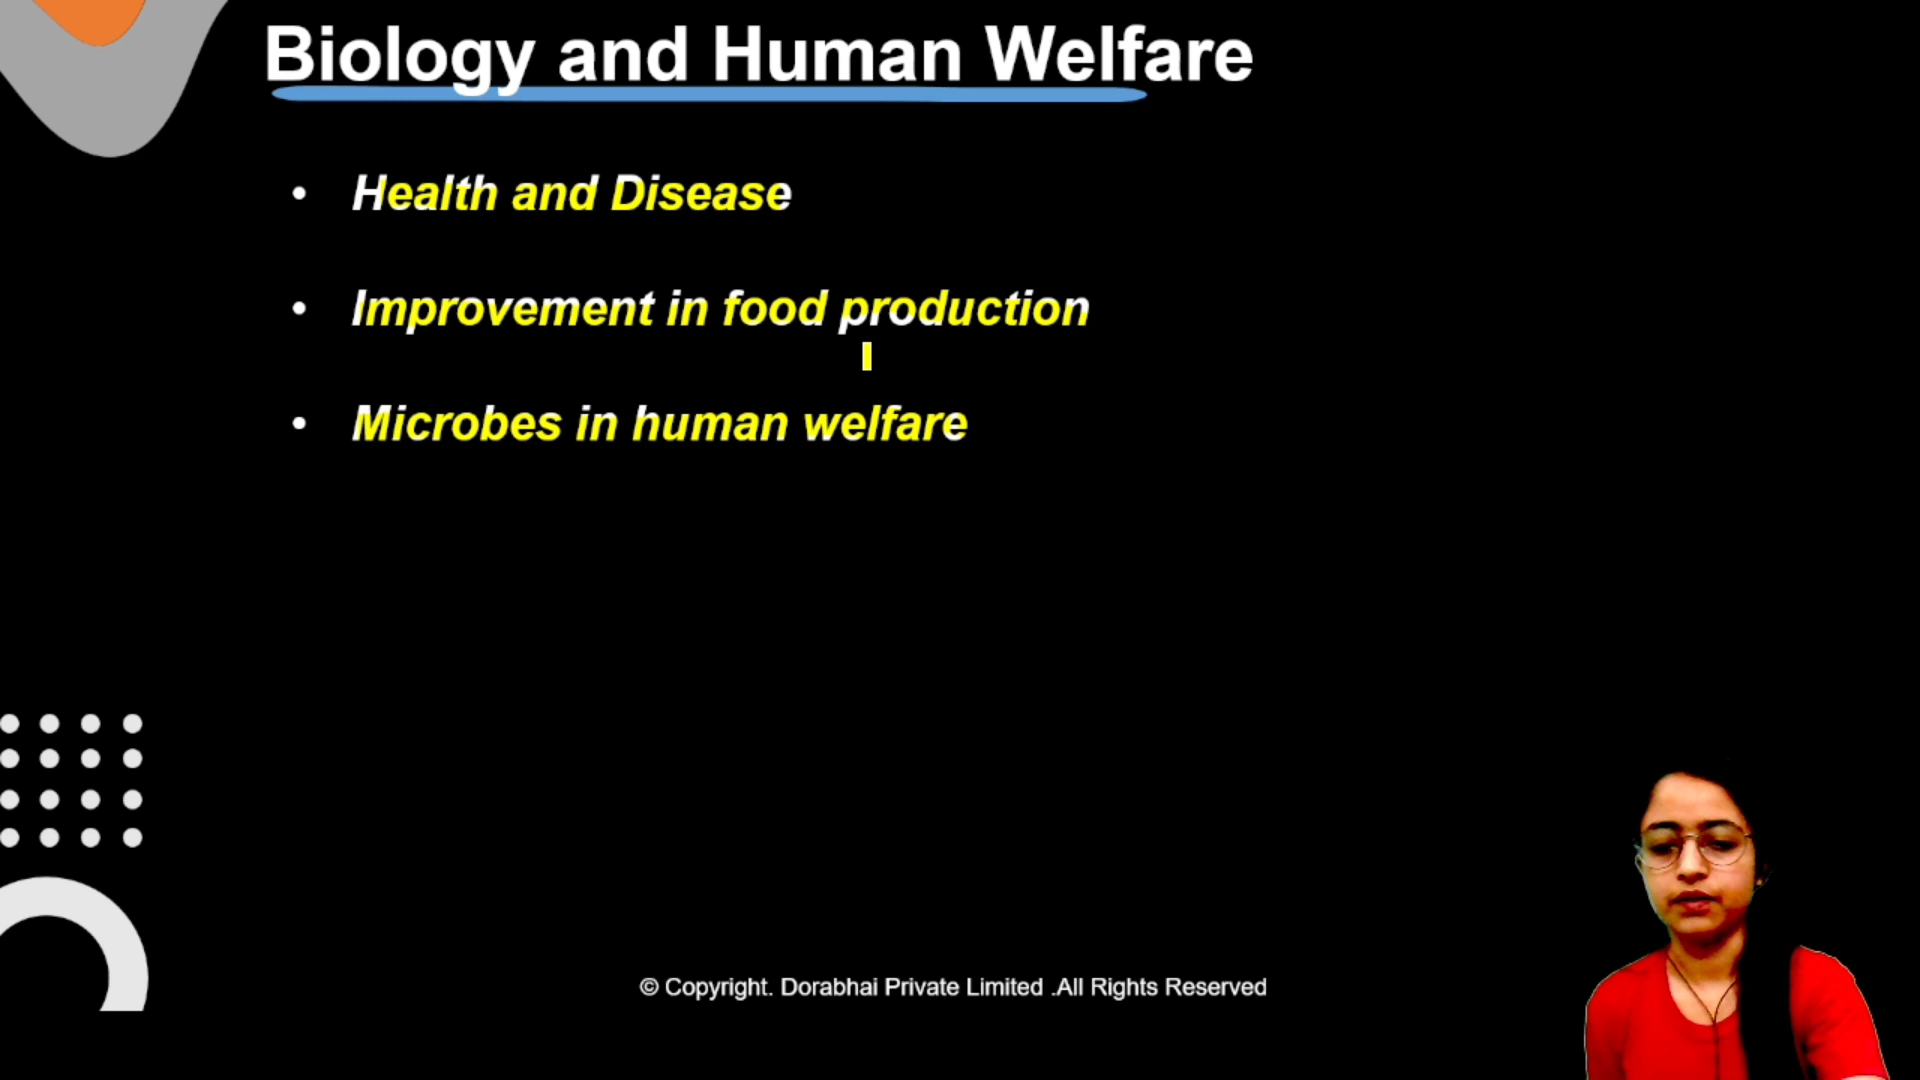 Biology and Human Welfare
• Health and Disease
• Improvement in food production
• Microbes in human welfare
© Copyright. Dorabhai Private Limited .All Rights Reserved